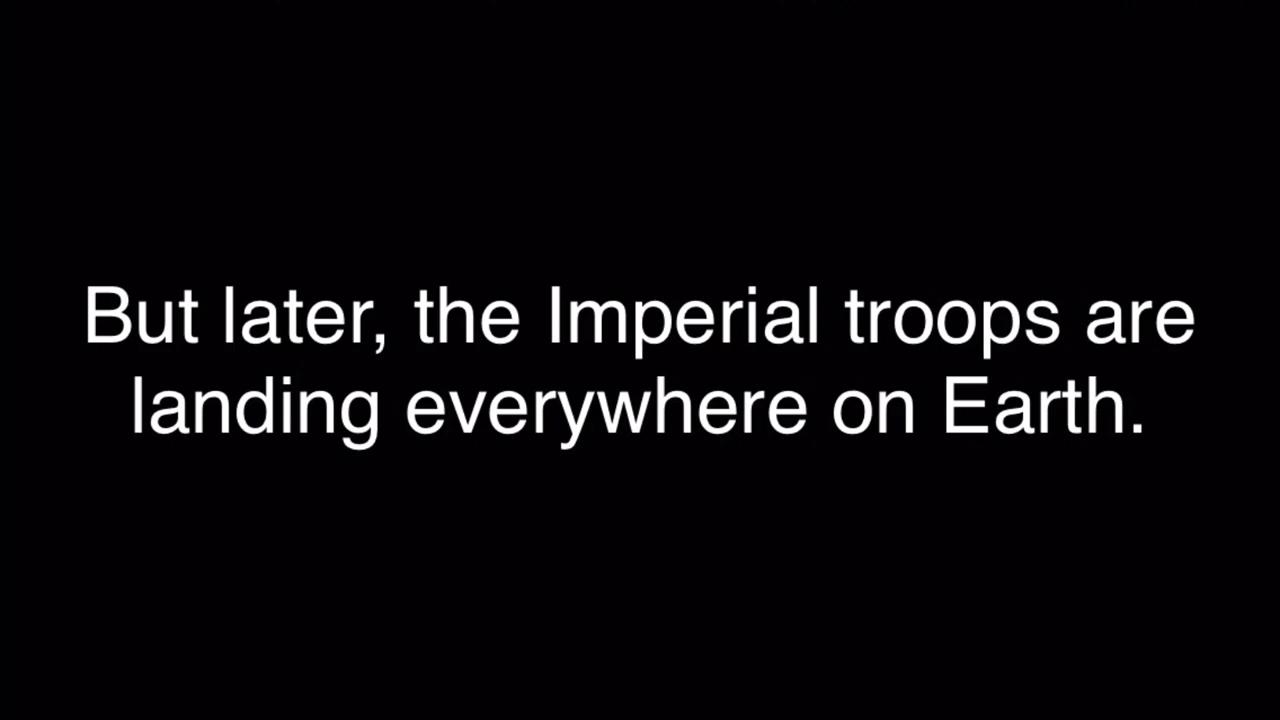 But later, the Imperial troops are
landing everywhere on Earth.